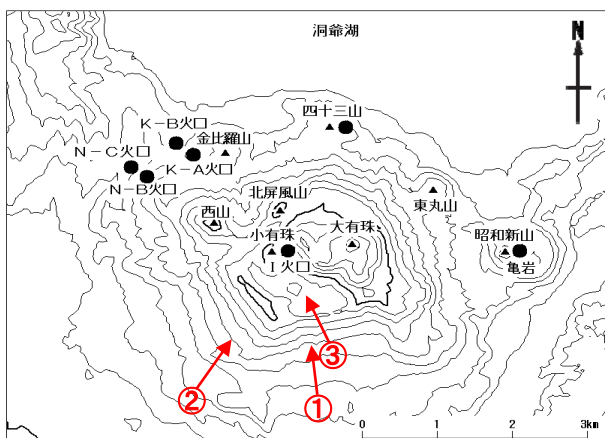 洞爺湖
N
四十三山
K－B火口
金比羅山
N－C火口
K－A火口
N－B火口
北屏風山
東丸山
西山
小有珠
大有珠
昭和新山
I火口
亀岩
③
②
①
0 1 2 3km